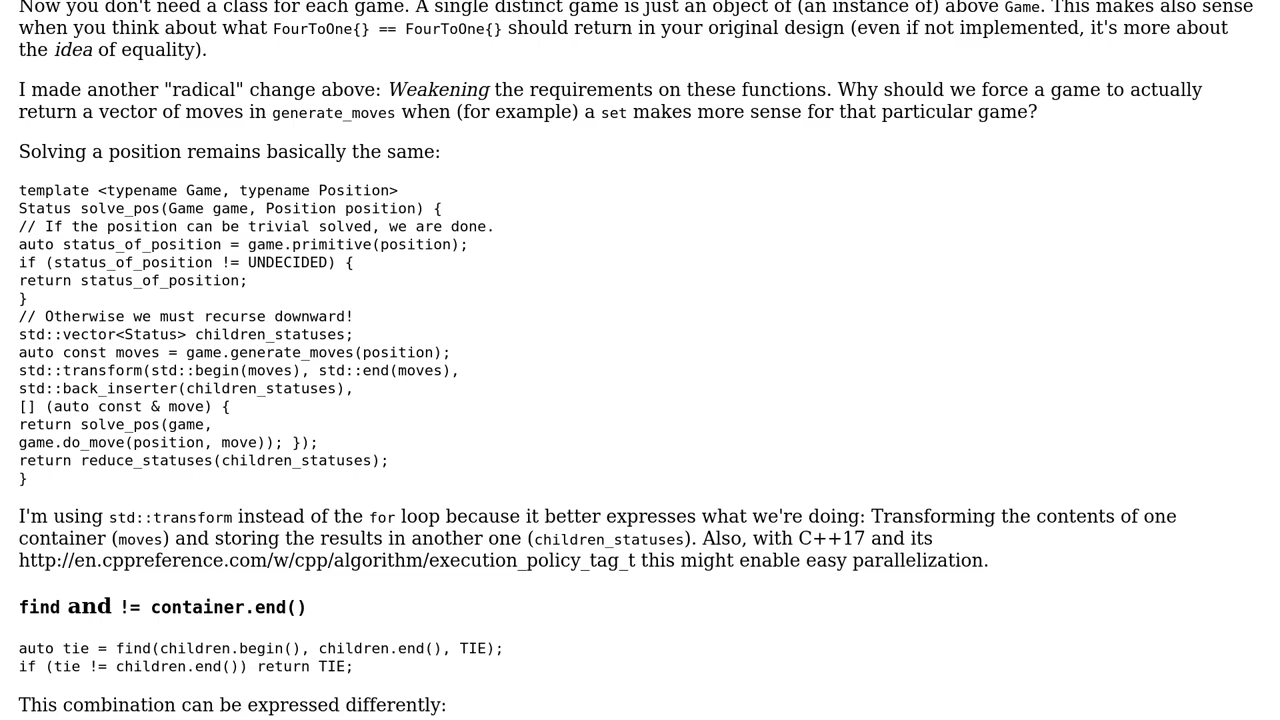 Now you don't need a class for each game. A single distinct game is just an object of (an instance of) above Game. This makes also sense
when you think about what FourToOne{} == FourToOne{} should return in your original design (even if not implemented, it's more about
the idea of equality).
I made another "radical" change above: Weakening the requirements on these functions. Why should we force a game to actually
return a vector of moves in generate_moves when (for example) a set makes more sense for that particular game?
Solving a position remains basically the same:
template <typename Game, typename Position>
Status solve_pos(Game game, Position position) {
// If the position can be trivial solved, we are done.
auto status_of_position = game.primitive(position);
if (status_of_position != UNDECIDED) {
return status_of_position;
}
// Otherwise we must recurse downward!
std::vector<Status> children_statuses;
auto const moves = game.generate_moves(position);
std::transform(std::begin(moves), std::end(moves),
std::back_inserter(children_statuses),
[] (auto const & move) {
return solve_pos(game,
game.do_move(position, move)); });
return reduce_statuses(children_statuses);
}
I'm using std::transform instead of the for loop because it better expresses what we're doing: Transforming the contents of one
container (moves) and storing the results in another one (children_statuses). Also, with C++17 and its
http://en.cppreference.com/w/cpp/algorithm/execution_policy_tag_t this might enable easy parallelization.
find and != container.end()
auto tie = find(children.begin(), children.end(), TIE);
if (tie != children.end()) return TIE;
This combination can be expressed differently: